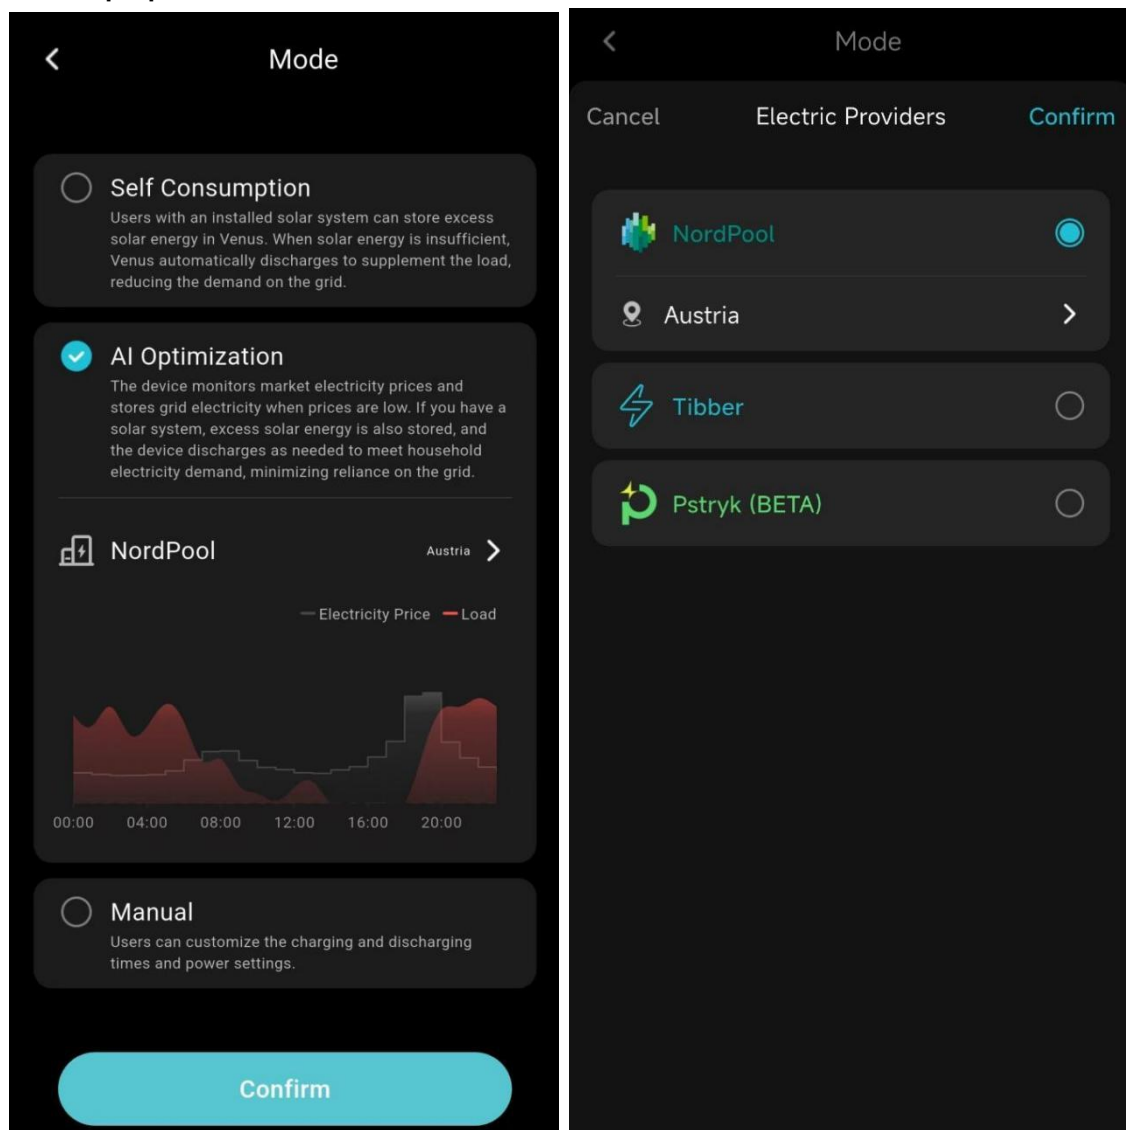 Mode
Self Consumption
Users with an installed solar system can store excess
solar energy in Venus. When solar energy is insufficient,
Venus automatically discharges to supplement the load,
reducing the demand on the grid.
AI Optimization
The device monitors market electricity prices and
stores grid electricity when prices are low. If you have a
solar system, excess solar energy is also stored, and
the device discharges as needed to meet household
electricity demand, minimizing reliance on the grid.
NordPool Austria
Electricity Price Load
00:00 04:00 08:00 12:00 16:00 20:00
Manual
Users can customize the charging and discharging
times and power settings.
Confirm
Mode
Cancel Electric Providers Confirm
NordPool
Austria
Tibber
Pstryk (BETA)